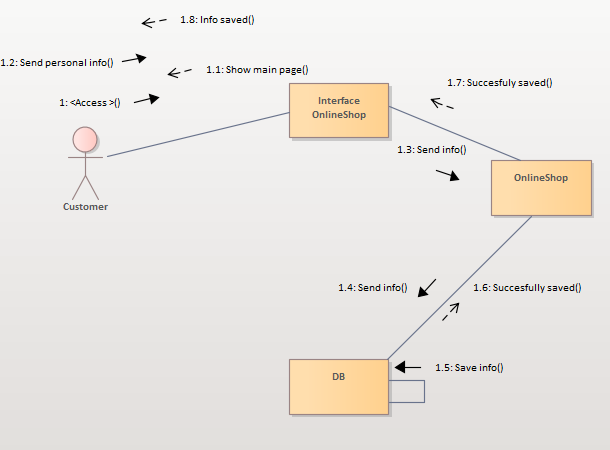 1.8: Info saved()
1.2: Send personal info()
1.1: Show main page()
1.7: Succesfuly saved()
1: <Access >()
Interface
OnlineShop
1.3: Send info()
OnlineShop
Customer
1.4: Send info()
1.6: Succesfully saved()
DB
1.5: Save info()